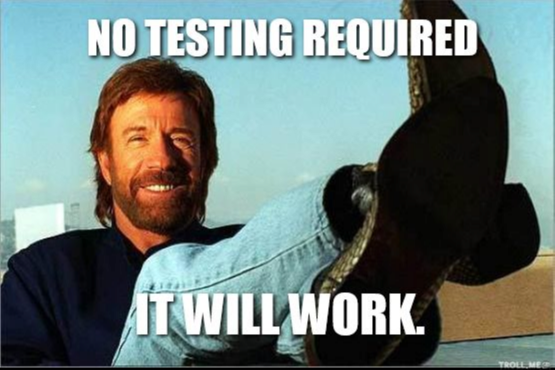 NO TESTING REQUIRED
IT WILL WORK.
TROLL.ME